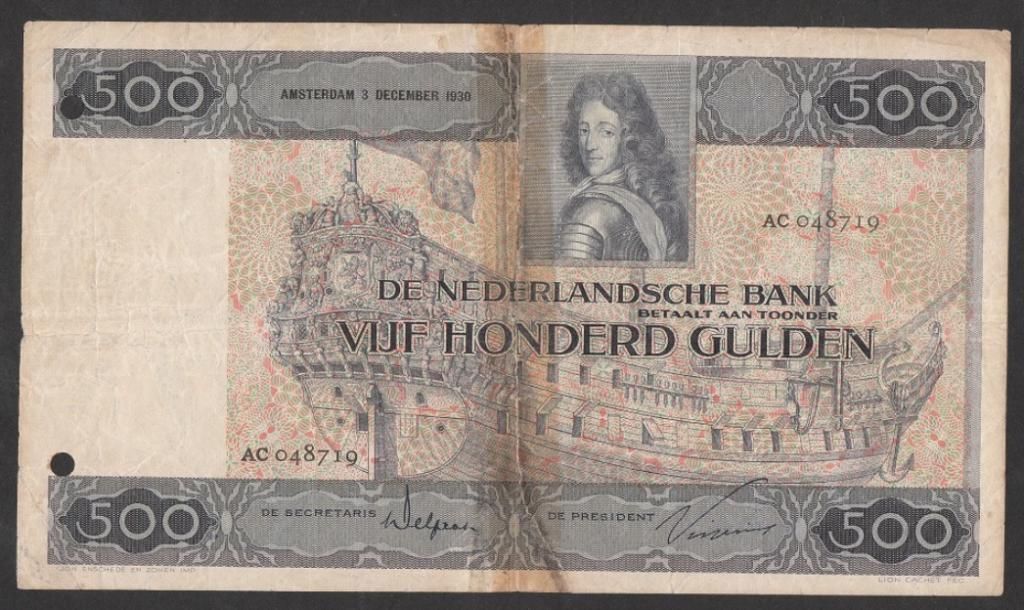 500 500
AMSTERDAM 3 DECEMBER 1930
AC 048719
DE NEDERLANDSCHE BANK
BETAALT AAN TOONDER
VIJF HONDERD GULDEN
AC 048719
DE SECRETARIS
DE PRESIDENT
500 500
JOH. ENSCHEDÉ EN ZONEN IMP.
LION CACHET FEC.